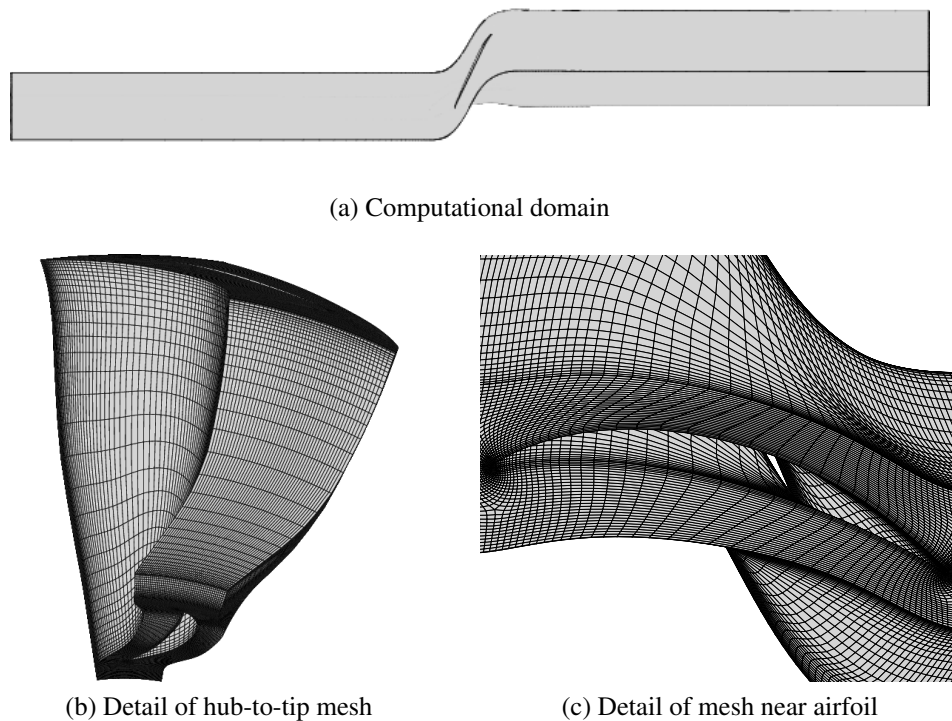 (a) Computational domain
(b) Detail of hub-to-tip mesh
(c) Detail of mesh near airfoil